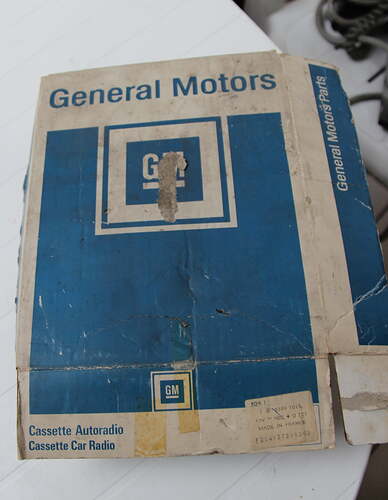 General Motors
GM
General Motors Parts
GM
Cassette Autoradio
Cassette Car Radio
MADE IN FRANCE